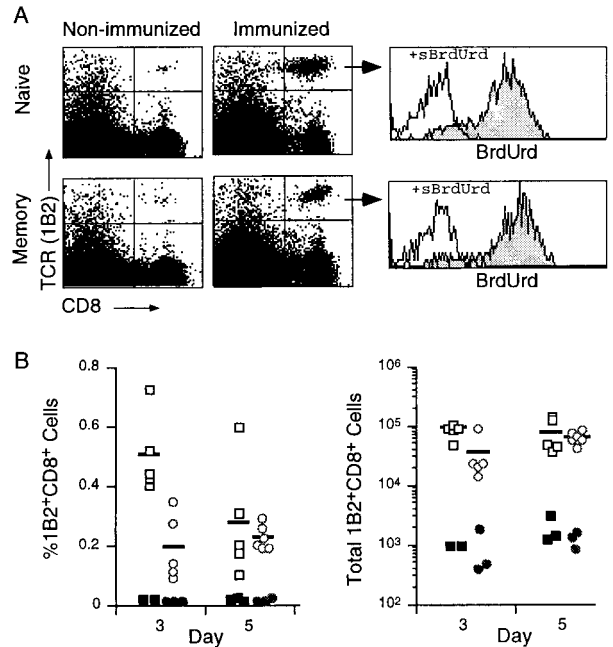 A
Non-immunized
Immunized
Naive
+sBrdUrd
BrdUrd
Memory
TCR (1B2)
+sBrdUrd
BrdUrd
CD8
B
%1B2⁺CD8⁺ Cells
0.8
0.6
0.4
0.2
0
3
5
Day
Total 1B2⁺CD8⁺ Cells
10⁶
10⁵
10⁴
10³
10²
3
5
Day